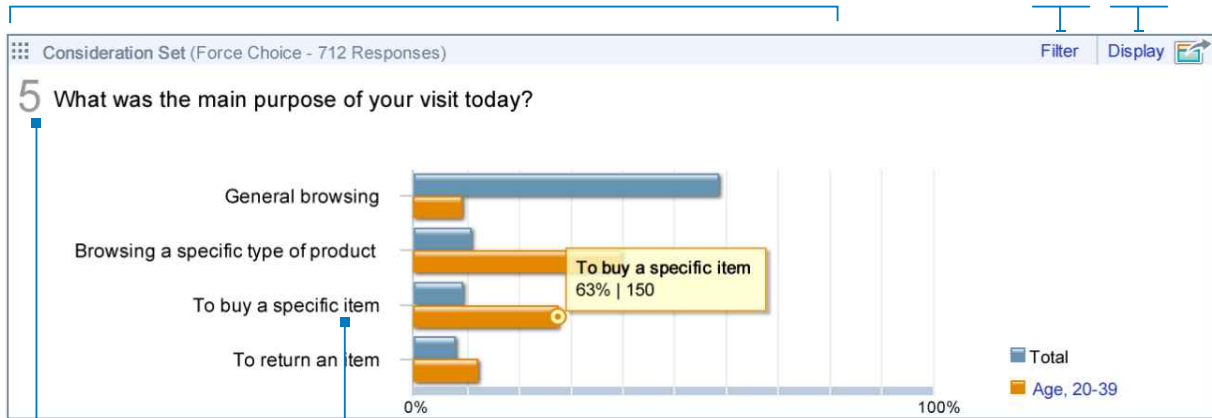 Consideration Set (Force Choice - 712 Responses)
Filter
Display
5 What was the main purpose of your visit today?
General browsing
Browsing a specific type of product
To buy a specific item
63% | 150
To buy a specific item
To return an item
Total
Age, 20-39
0%
100%